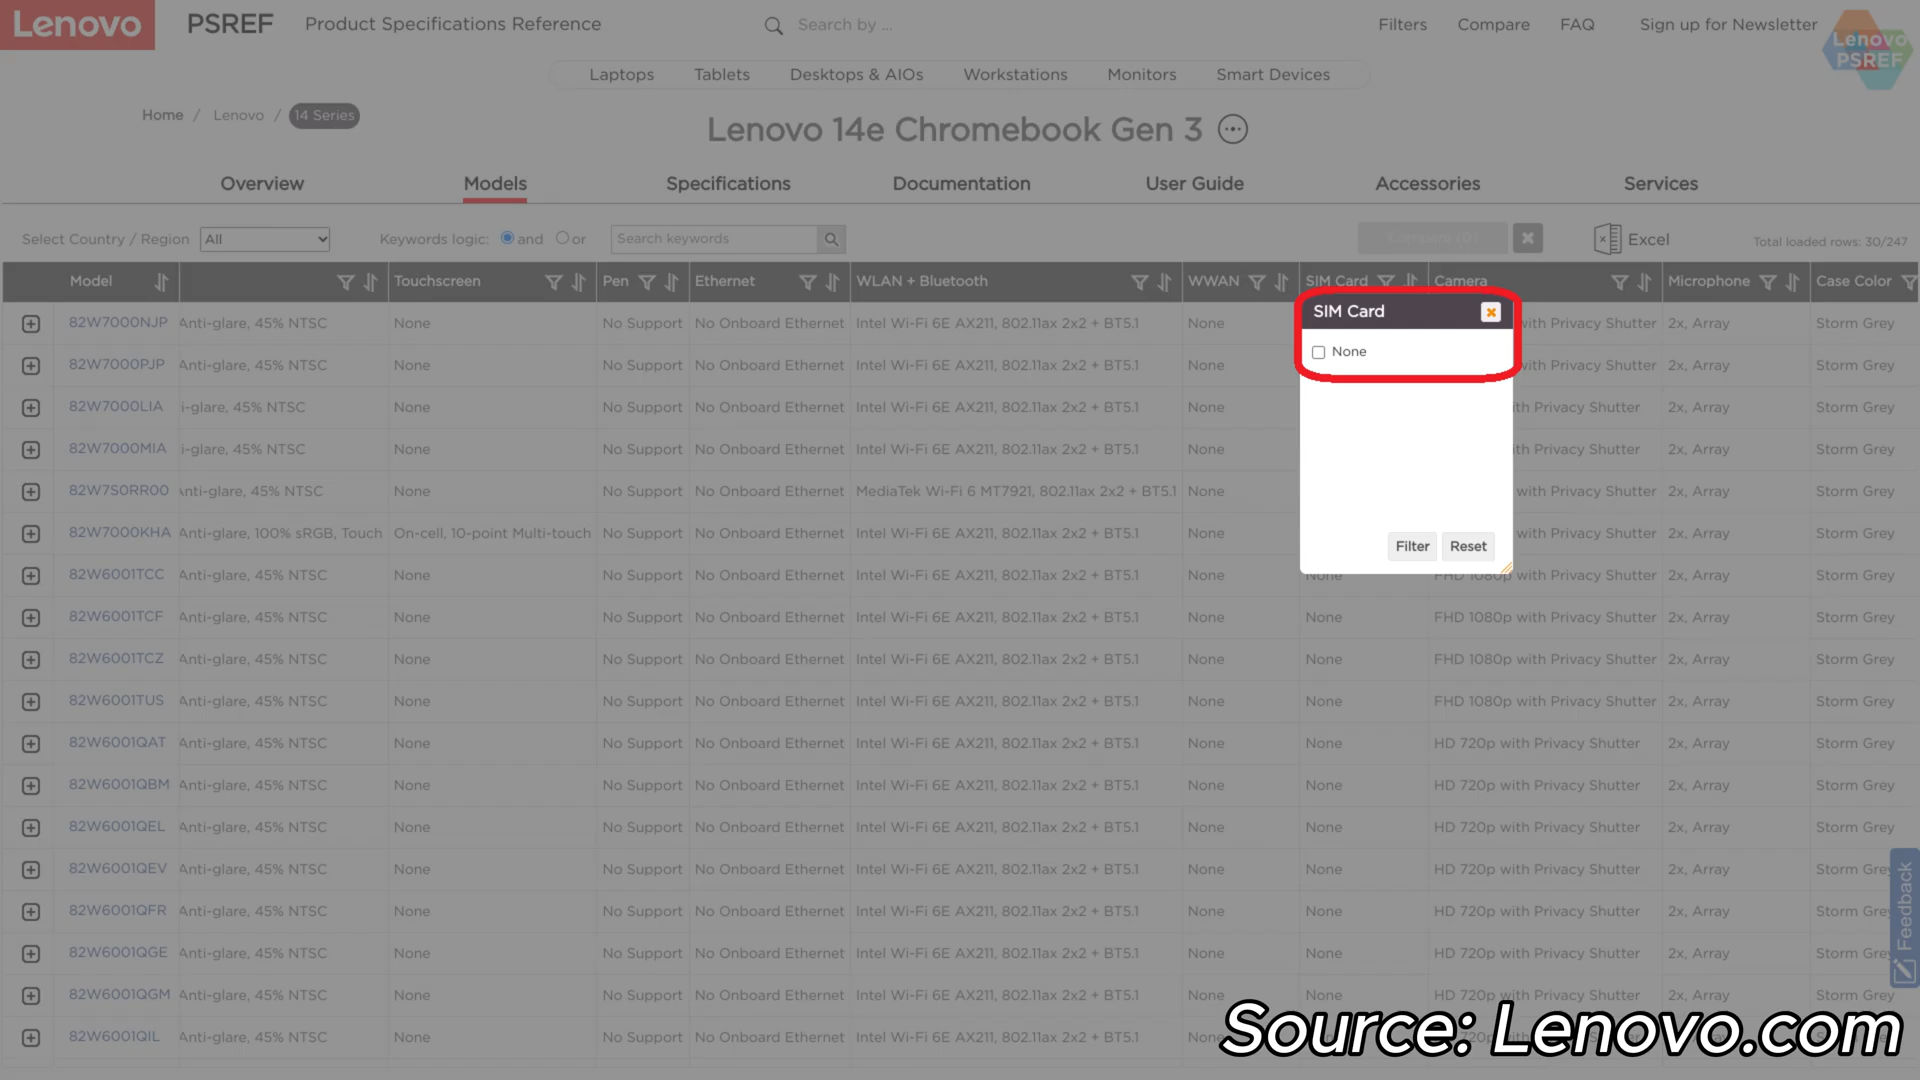 Lenovo PSREF Product Specifications Reference Search by ... Filters Compare FAQ Sign up for Newsletter
Lenovo
PSREF
Laptops Tablets Desktops & AIOs Workstations Monitors Smart Devices
Home / Lenovo / 14 Series
Lenovo 14e Chromebook Gen 3
Overview Models Specifications Documentation User Guide Accessories Services
Select Country / Region All Keywords logic: and or Search keywords Excel Total loaded rows: 30/247
Model Touchscreen Pen Ethernet WLAN + Bluetooth WWAN SIM Card Camera Microphone Case Color
SIM Card
None
Filter Reset
82W7000NJP Anti-glare, 45% NTSC None No Support No Onboard Ethernet Intel Wi-Fi 6E AX211, 802.11ax 2x2 + BT5.1 None with Privacy Shutter 2x, Array Storm Grey
82W7000PJP Anti-glare, 45% NTSC None No Support No Onboard Ethernet Intel Wi-Fi 6E AX211, 802.11ax 2x2 + BT5.1 None with Privacy Shutter 2x, Array Storm Grey
82W7000LIA i-glare, 45% NTSC None No Support No Onboard Ethernet Intel Wi-Fi 6E AX211, 802.11ax 2x2 + BT5.1 None ith Privacy Shutter 2x, Array Storm Grey
82W7000MIA i-glare, 45% NTSC None No Support No Onboard Ethernet Intel Wi-Fi 6E AX211, 802.11ax 2x2 + BT5.1 None ith Privacy Shutter 2x, Array Storm Grey
82W7S0RR00 Anti-glare, 45% NTSC None No Support No Onboard Ethernet MediaTek Wi-Fi 6 MT7921, 802.11ax 2x2 + BT5.1 None with Privacy Shutter 2x, Array Storm Grey
82W7000KHA Anti-glare, 100% sRGB, Touch On-cell, 10-point Multi-touch No Support No Onboard Ethernet Intel Wi-Fi 6E AX211, 802.11ax 2x2 + BT5.1 None with Privacy Shutter 2x, Array Storm Grey
82W6001TCC Anti-glare, 45% NTSC None No Support No Onboard Ethernet Intel Wi-Fi 6E AX211, 802.11ax 2x2 + BT5.1 None None FHD 1080p with Privacy Shutter 2x, Array Storm Grey
82W6001TCF Anti-glare, 45% NTSC None No Support No Onboard Ethernet Intel Wi-Fi 6E AX211, 802.11ax 2x2 + BT5.1 None None FHD 1080p with Privacy Shutter 2x, Array Storm Grey
82W6001TCZ Anti-glare, 45% NTSC None No Support No Onboard Ethernet Intel Wi-Fi 6E AX211, 802.11ax 2x2 + BT5.1 None None FHD 1080p with Privacy Shutter 2x, Array Storm Grey
82W6001TUS Anti-glare, 45% NTSC None No Support No Onboard Ethernet Intel Wi-Fi 6E AX211, 802.11ax 2x2 + BT5.1 None None FHD 1080p with Privacy Shutter 2x, Array Storm Grey
82W6001QAT Anti-glare, 45% NTSC None No Support No Onboard Ethernet Intel Wi-Fi 6E AX211, 802.11ax 2x2 + BT5.1 None None HD 720p with Privacy Shutter 2x, Array Storm Grey
82W6001QBM Anti-glare, 45% NTSC None No Support No Onboard Ethernet Intel Wi-Fi 6E AX211, 802.11ax 2x2 + BT5.1 None None HD 720p with Privacy Shutter 2x, Array Storm Grey
82W6001QEL Anti-glare, 45% NTSC None No Support No Onboard Ethernet Intel Wi-Fi 6E AX211, 802.11ax 2x2 + BT5.1 None None HD 720p with Privacy Shutter 2x, Array Storm Grey
82W6001QEV Anti-glare, 45% NTSC None No Support No Onboard Ethernet Intel Wi-Fi 6E AX211, 802.11ax 2x2 + BT5.1 None None HD 720p with Privacy Shutter 2x, Array Storm Grey
82W6001QFR Anti-glare, 45% NTSC None No Support No Onboard Ethernet Intel Wi-Fi 6E AX211, 802.11ax 2x2 + BT5.1 None None HD 720p with Privacy Shutter 2x, Array Storm Grey
82W6001QGE Anti-glare, 45% NTSC None No Support No Onboard Ethernet Intel Wi-Fi 6E AX211, 802.11ax 2x2 + BT5.1 None None HD 720p with Privacy Shutter 2x, Array Storm Grey
82W6001QGM Anti-glare, 45% NTSC None No Support No Onboard Ethernet Intel Wi-Fi 6E AX211, 802.11ax 2x2 + BT5.1 None None HD 720p with Privacy Shutter 2x, Array Storm Grey
82W6001QIL Anti-glare, 45% NTSC None No Support No Onboard Ethernet Intel Wi-Fi 6E AX211, 802.11ax 2x2 + BT5.1 None 720p with Privacy Shutter 2x, Array Storm Grey
Feedback
Source: Lenovo.com